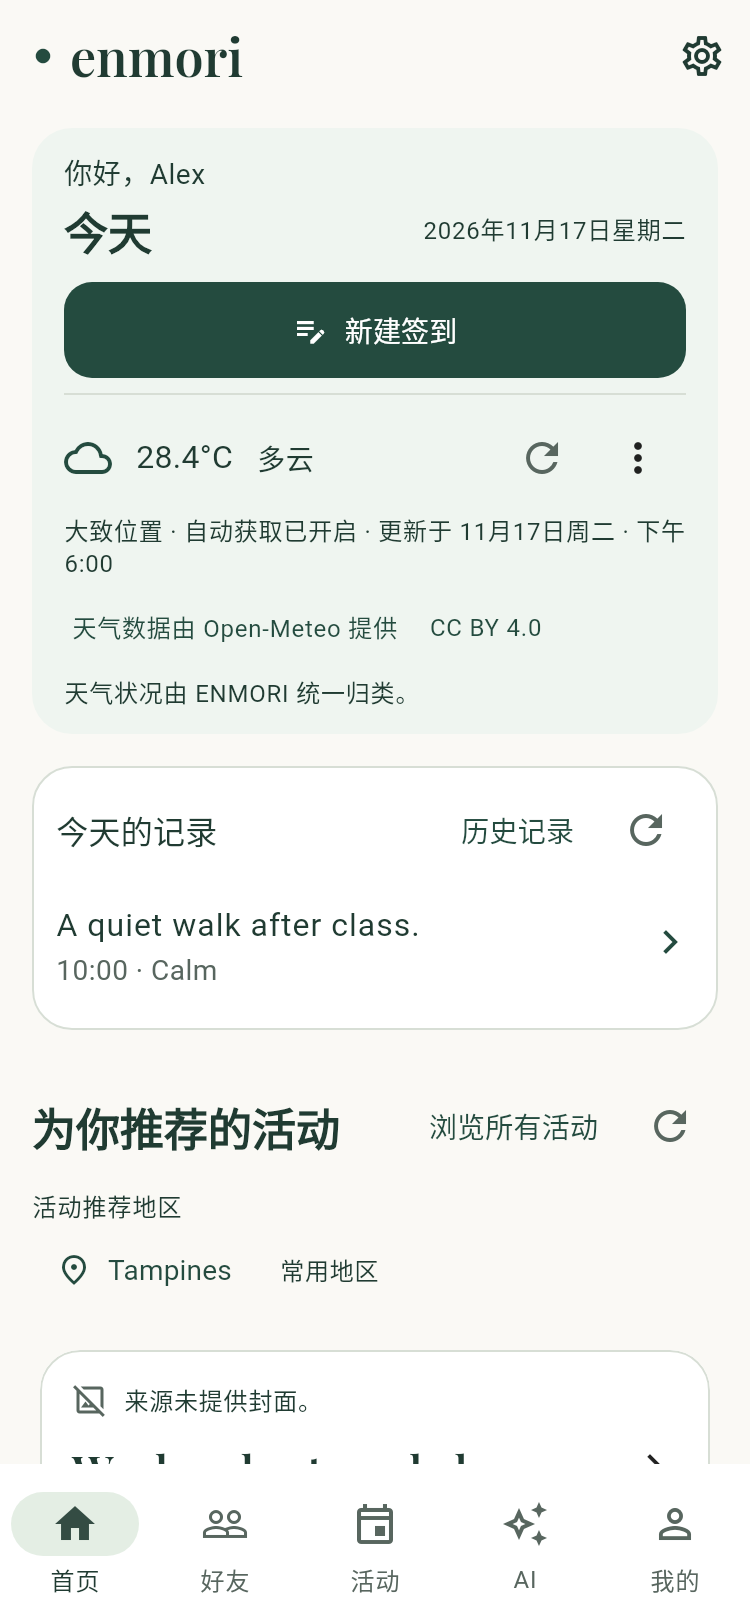 enmori
你好，Alex
今天
2026年11月17日星期二
新建签到
28.4°C 多云
大致位置 · 自动获取已开启 · 更新于 11月17日周二 · 下午
6:00
天气数据由 Open-Meteo 提供 CC BY 4.0
天气状况由 ENMORI 统一归类。
今天的记录 历史记录
A quiet walk after class.
10:00 · Calm
为你推荐的活动 浏览所有活动
活动推荐地区
Tampines 常用地区
来源未提供封面。
首页 好友 活动 AI 我的